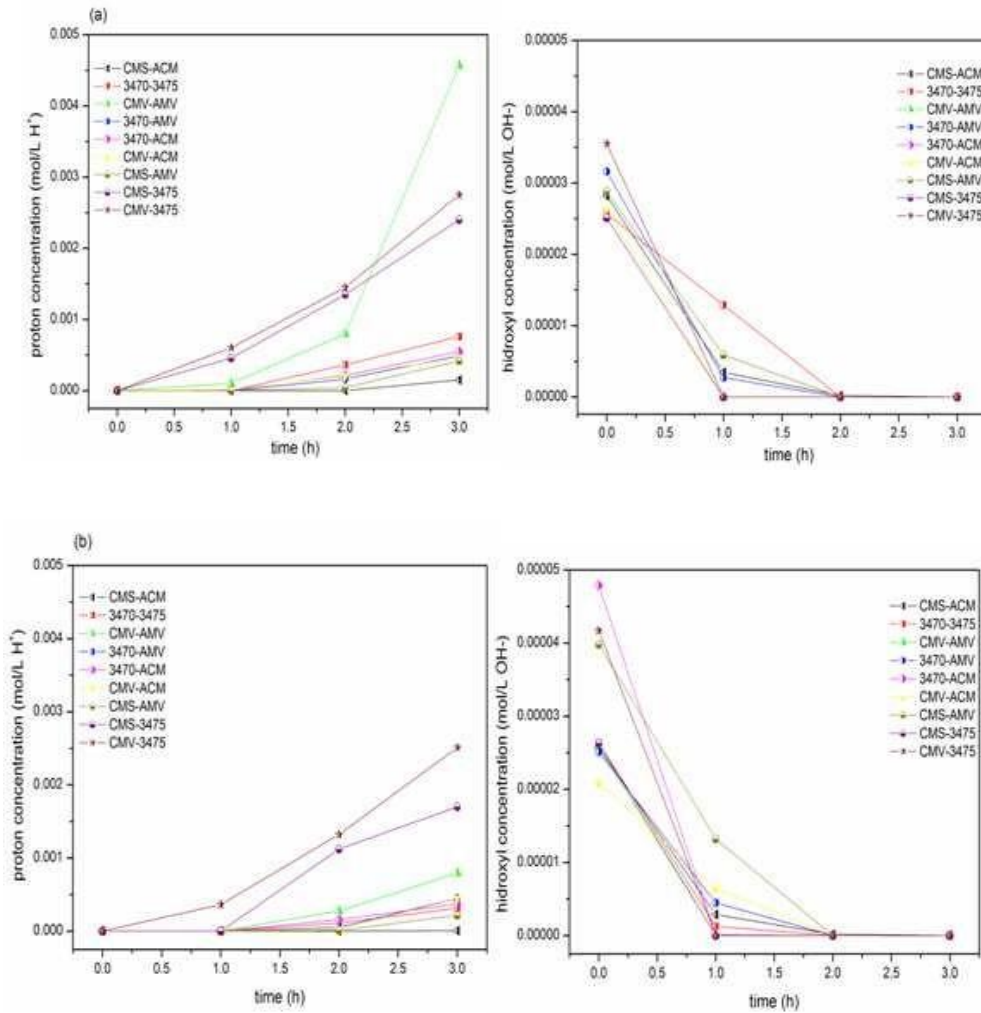 (a)
proton concentration (mol/L H⁺)
0.005
0.004
0.003
0.002
0.001
0.000
CMS-ACM
3470-3475
CMV-AMV
3470-AMV
3470-ACM
CMV-ACM
CMS-AMV
CMS-3475
CMV-3475
0.0 0.5 1.0 1.5 2.0 2.5 3.0
time (h)
hidroxyl concentration (mol/L OH-)
0.00005
0.00004
0.00003
0.00002
0.00001
0.00000
CMS-ACM
3470-3475
CMV-AMV
3470-AMV
3470-ACM
CMV-ACM
CMS-AMV
CMS-3475
CMV-3475
0.0 0.5 1.0 1.5 2.0 2.5 3.0
time (h)
(b)
proton concentration (mol/L H⁺)
0.005
0.004
0.003
0.002
0.001
0.000
CMS-ACM
3470-3475
CMV-AMV
3470-AMV
3470-ACM
CMV-ACM
CMS-AMV
CMS-3475
CMV-3475
0.0 0.5 1.0 1.5 2.0 2.5 3.0
time (h)
hidroxyl concentration (mol/L OH-)
0.00005
0.00004
0.00003
0.00002
0.00001
0.00000
CMS-ACM
3470-3475
CMV-AMV
3470-AMV
3470-ACM
CMV-ACM
CMS-AMV
CMS-3475
CMV-3475
0.0 0.5 1.0 1.5 2.0 2.5 3.0
time (h)